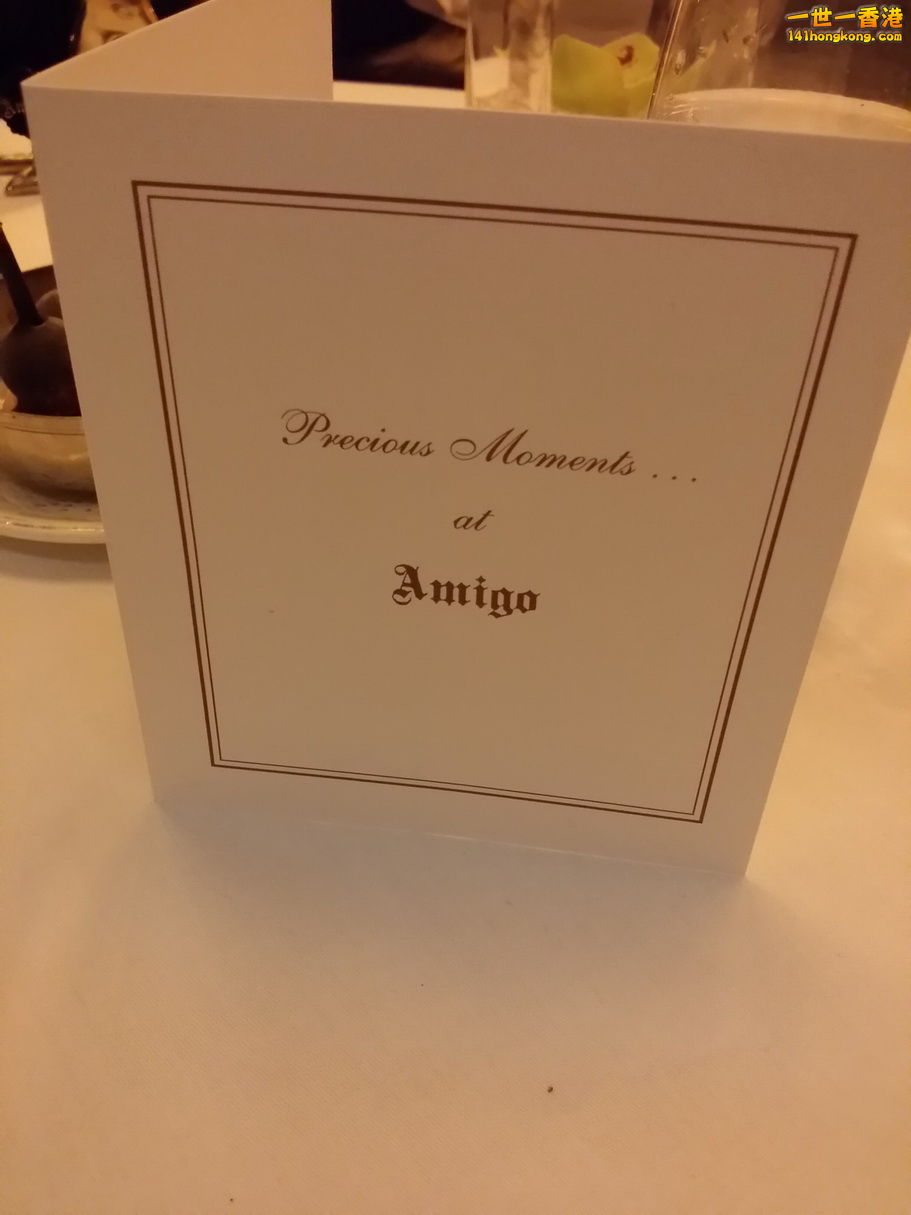 一世一香港
141hongkong.com
Precious Moments . . .
at
Amigo